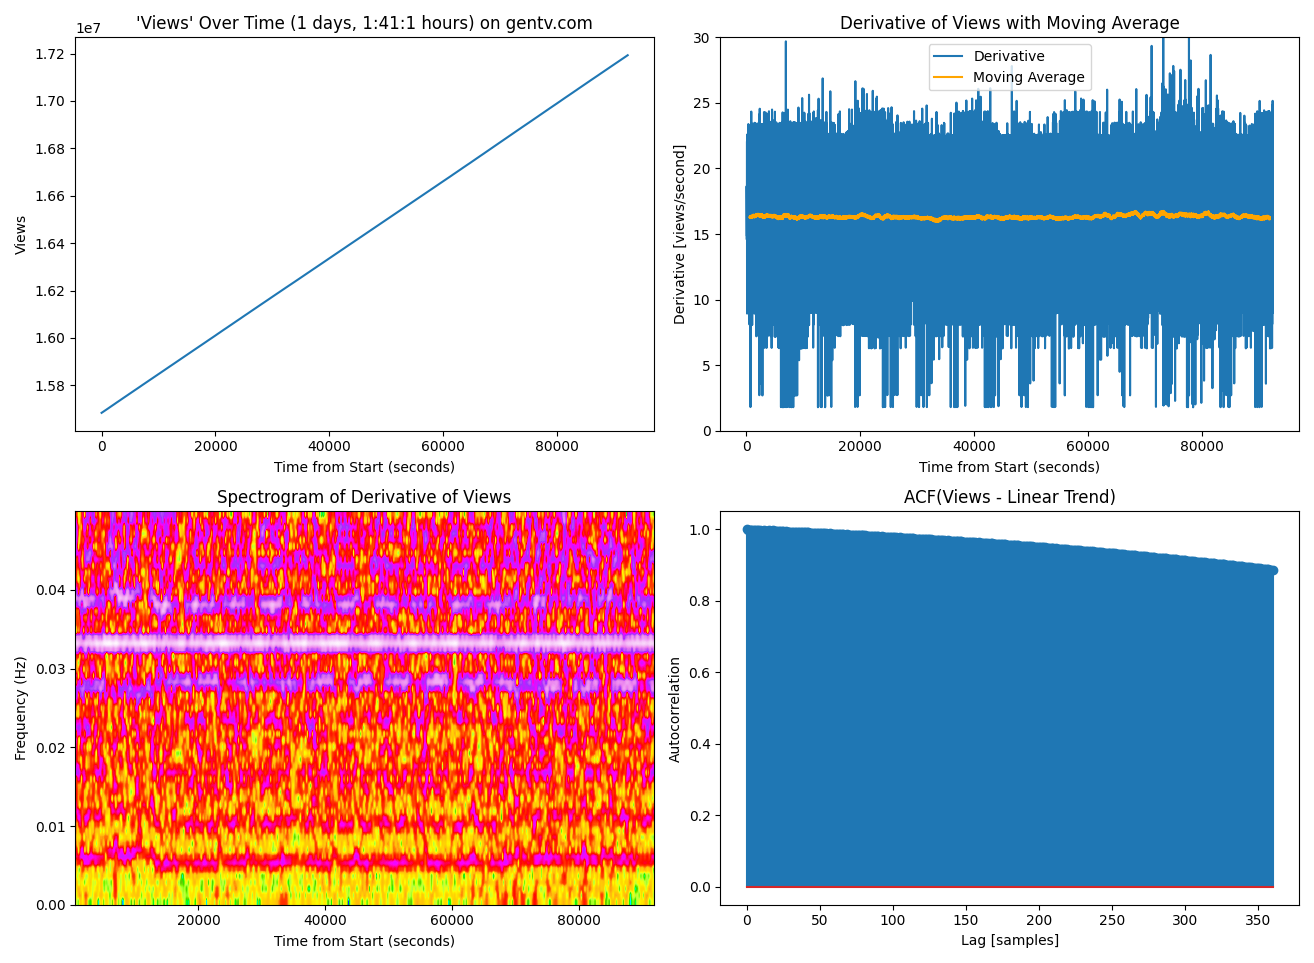 'Views' Over Time (1 days, 1:41:1 hours) on gentv.com
1e7
1.72
1.70
1.68
1.66
1.64
1.62
1.60
1.58
Views
0 20000 40000 60000 80000
Time from Start (seconds)
Derivative of Views with Moving Average
Derivative
Moving Average
30
25
20
15
10
5
0
Derivative [views/second]
0 20000 40000 60000 80000
Time from Start (seconds)
Spectrogram of Derivative of Views
0.04
0.03
0.02
0.01
0.00
Frequency (Hz)
20000 40000 60000 80000
Time from Start (seconds)
ACF(Views - Linear Trend)
1.0
0.8
0.6
0.4
0.2
0.0
Autocorrelation
0 50 100 150 200 250 300 350
Lag [samples]